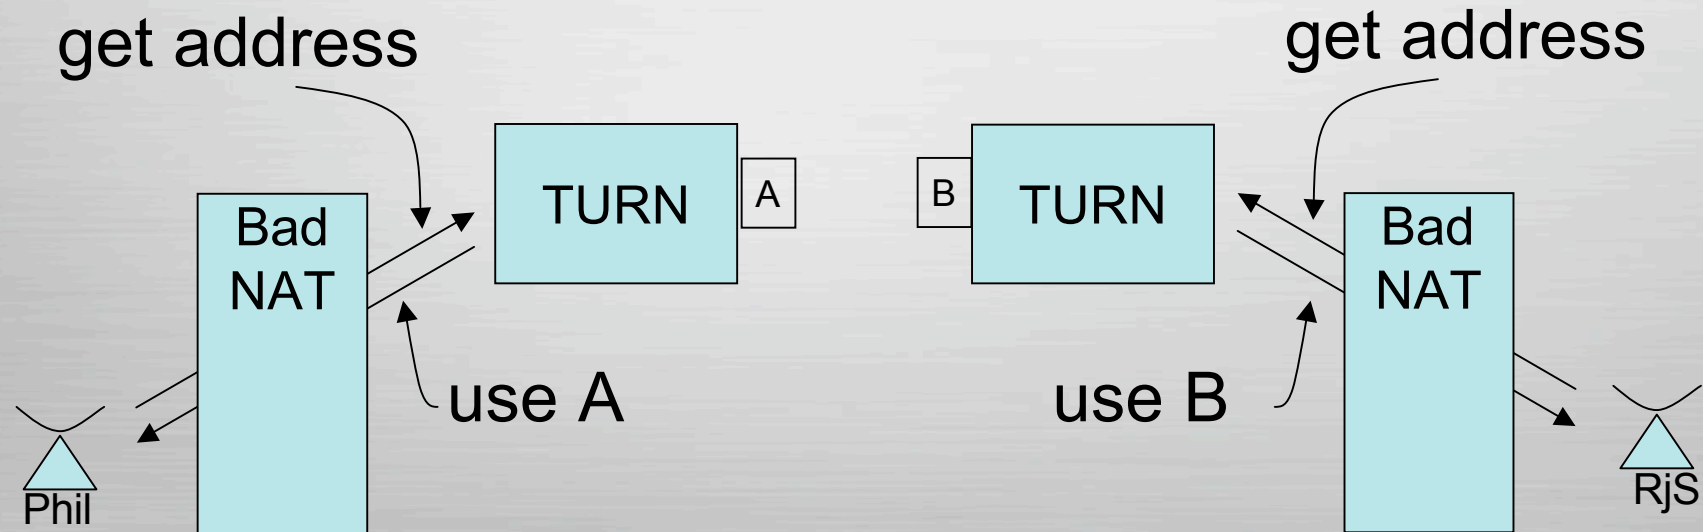 get address
get address
TURN
A
B
TURN
Bad
NAT
Bad
NAT
use A
use B
Phil
RjS